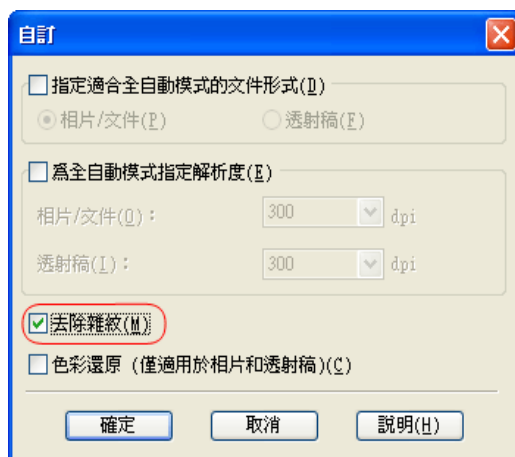 自訂
指定適合全自動模式的文件形式(D)
相片/文件(P) 透射稿(F)
爲全自動模式指定解析度(E)
相片/文件(O): 300 dpi
透射稿(I): 300 dpi
去除雜紋(M)
色彩還原 (僅適用於相片和透射稿)(C)
確定 取消 說明(H)